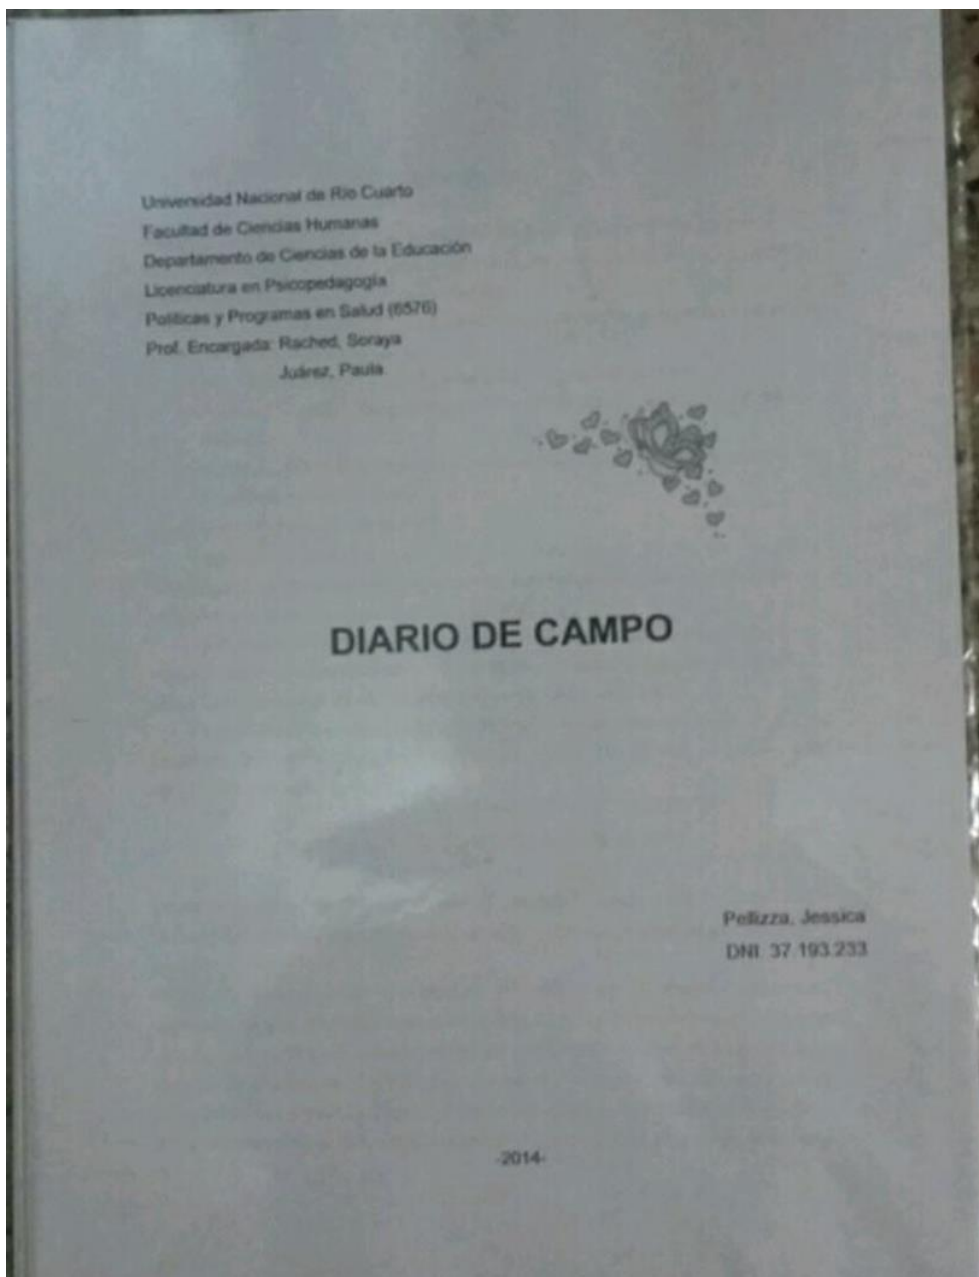 Universidad Nacional de Río Cuarto
Facultad de Ciencias Humanas
Departamento de Ciencias de la Educación
Licenciatura en Psicopedagogía
Políticas y Programas en Salud (6576)
Prof. Encargada: Rached, Soraya
Juárez, Paula
DIARIO DE CAMPO
Pellizza, Jessica
DNI: 37.193.233
-2014-